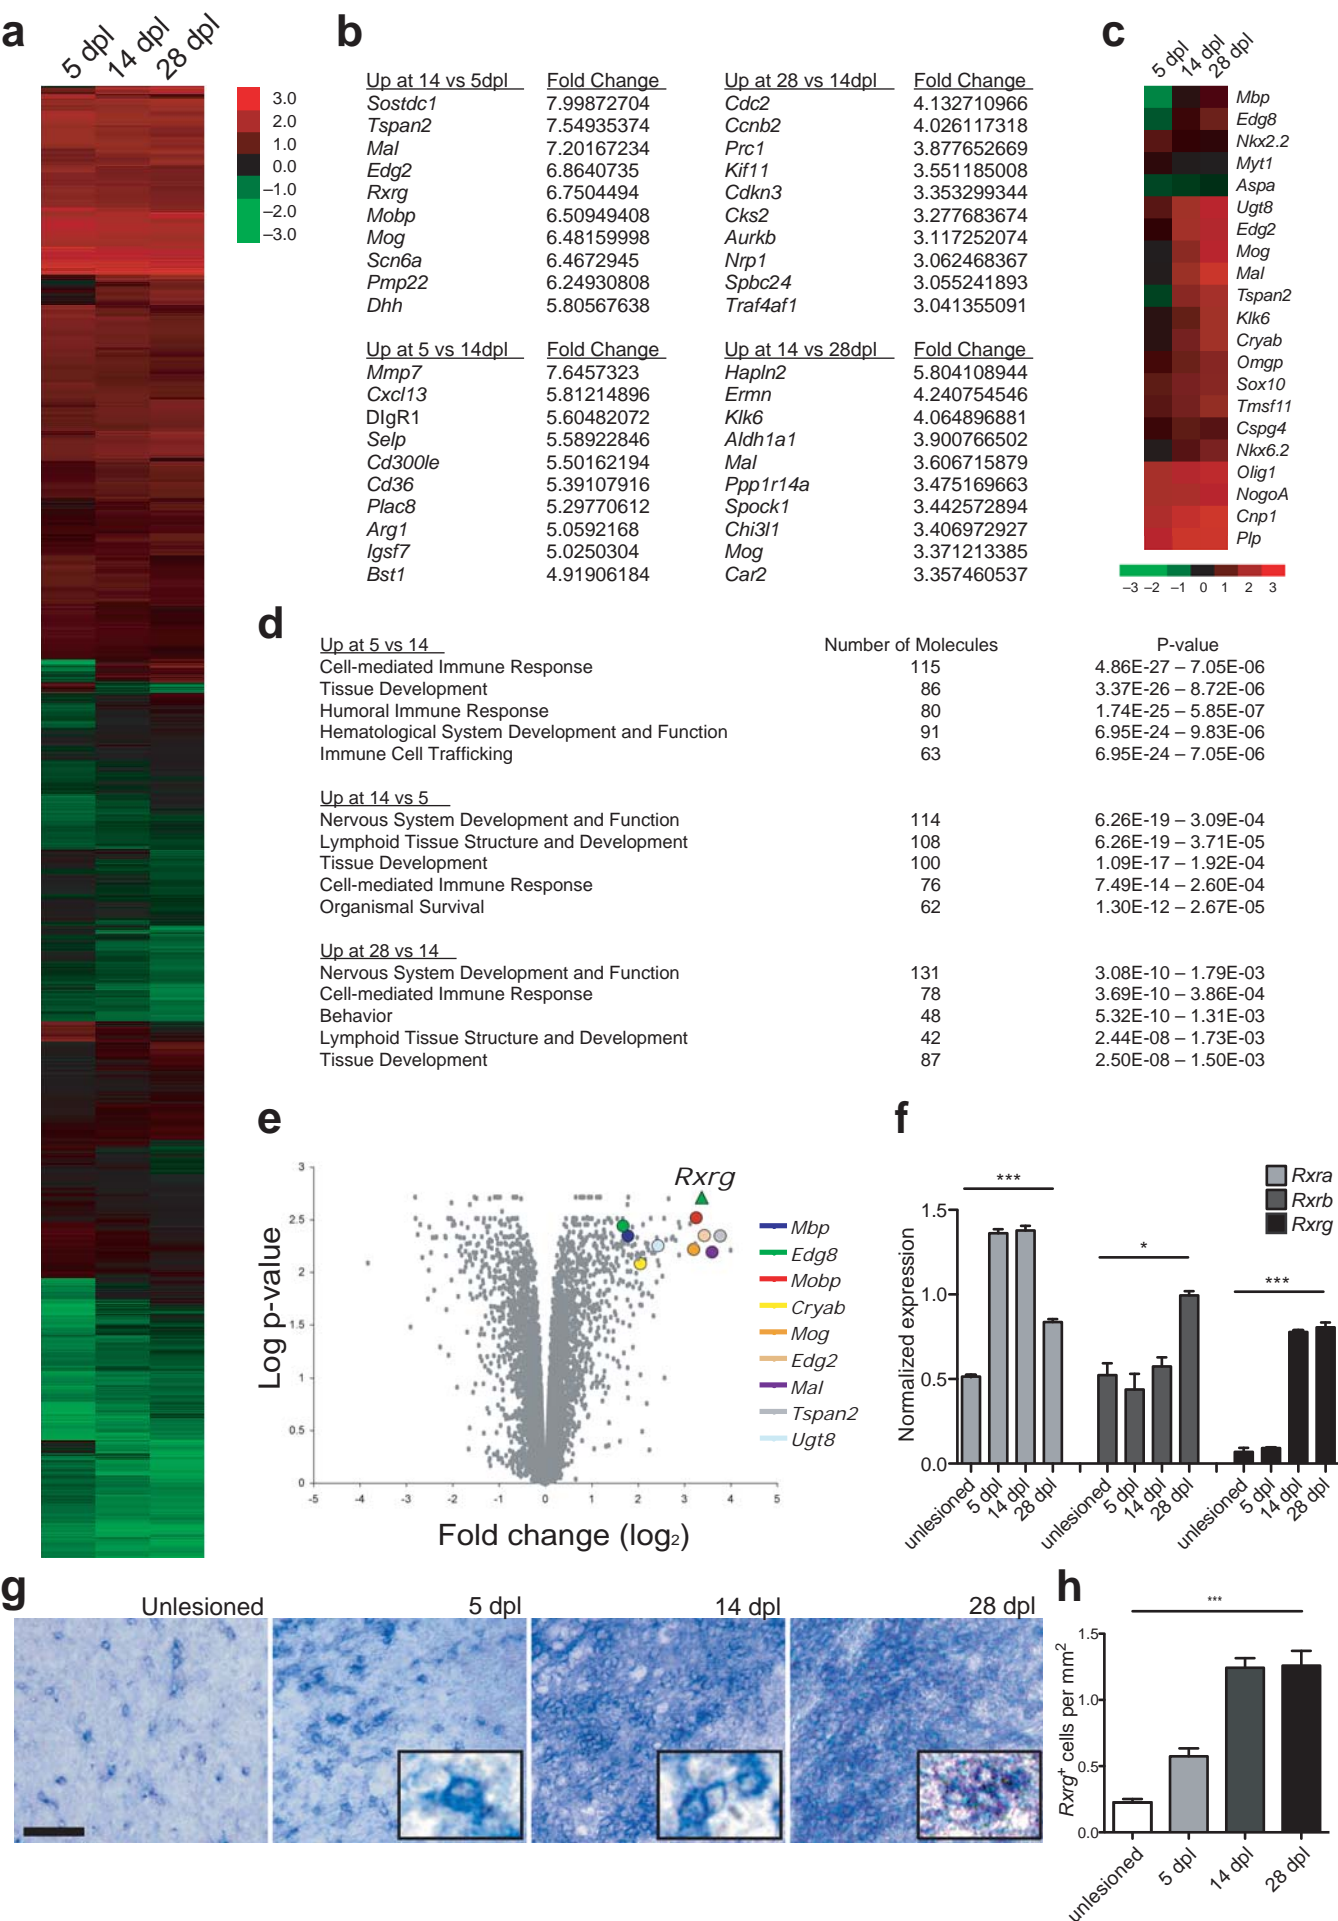 a
5 dpl
14 dpl
28 dpl
3.0
2.0
1.0
0.0
–1.0
–2.0
–3.0
b
Up at 14 vs 5dpl Fold Change Up at 28 vs 14dpl Fold Change
Sostdc1 7.99872704 Cdc2 4.132710966
Tspan2 7.54935374 Ccnb2 4.026117318
Mal 7.20167234 Prc1 3.877652669
Edg2 6.8640735 Kif11 3.551185008
Rxrg 6.7504494 Cdkn3 3.353299344
Mobp 6.50949408 Cks2 3.277683674
Mog 6.48159998 Aurkb 3.117252074
Scn6a 6.4672945 Nrp1 3.062468367
Pmp22 6.24930808 Spbc24 3.055241893
Dhh 5.80567638 Traf4af1 3.041355091
Up at 5 vs 14dpl Fold Change Up at 14 vs 28dpl Fold Change
Mmp7 7.6457323 Hapln2 5.804108944
Cxcl13 5.81214896 Ermn 4.240754546
DlgR1 5.60482072 Klk6 4.064896881
Selp 5.58922846 Aldh1a1 3.900766502
Cd300le 5.50162194 Mal 3.606715879
Cd36 5.39107916 Ppp1r14a 3.475169663
Plac8 5.29770612 Spock1 3.442572894
Arg1 5.0592168 Chi3l1 3.406972927
Igsf7 5.0250304 Mog 3.371213385
Bst1 4.91906184 Car2 3.357460537
c
5 dpl
14 dpl
28 dpl
Mbp
Edg8
Nkx2.2
Myt1
Aspa
Ugt8
Edg2
Mog
Mal
Tspan2
Klk6
Cryab
Omgp
Sox10
Tmsf11
Cspg4
Nkx6.2
Olig1
NogoA
Cnp1
Plp
–3 –2 –1 0 1 2 3
d
Up at 5 vs 14 Number of Molecules P-value
Cell-mediated Immune Response 115 4.86E-27 – 7.05E-06
Tissue Development 86 3.37E-26 – 8.72E-06
Humoral Immune Response 80 1.74E-25 – 5.85E-07
Hematological System Development and Function 91 6.95E-24 – 9.83E-06
Immune Cell Trafficking 63 6.95E-24 – 7.05E-06
Up at 14 vs 5
Nervous System Development and Function 114 6.26E-19 – 3.09E-04
Lymphoid Tissue Structure and Development 108 6.26E-19 – 3.71E-05
Tissue Development 100 1.09E-17 – 1.92E-04
Cell-mediated Immune Response 76 7.49E-14 – 2.60E-04
Organismal Survival 62 1.30E-12 – 2.67E-05
Up at 28 vs 14
Nervous System Development and Function 131 3.08E-10 – 1.79E-03
Cell-mediated Immune Response 78 3.69E-10 – 3.86E-04
Behavior 48 5.32E-10 – 1.31E-03
Lymphoid Tissue Structure and Development 42 2.44E-08 – 1.73E-03
Tissue Development 87 2.50E-08 – 1.50E-03
e
Log p-value
3
2.5
2
1.5
1
0.5
0
-5 -4 -3 -2 -1 0 1 2 3 4 5
Fold change (log2)
Rxrg
Mbp
Edg8
Mobp
Cryab
Mog
Edg2
Mal
Tspan2
Ugt8
f
Rxra
Rxrb
Rxrg
Normalized expression
1.5
1.0
0.5
0.0
***
*
***
unlesioned 5 dpl 14 dpl 28 dpl unlesioned 5 dpl 14 dpl 28 dpl unlesioned 5 dpl 14 dpl 28 dpl
g
Unlesioned 5 dpl 14 dpl 28 dpl
h
***
Rxrg+ cells per mm2
1.5
1.0
0.5
0.0
unlesioned 5 dpl 14 dpl 28 dpl